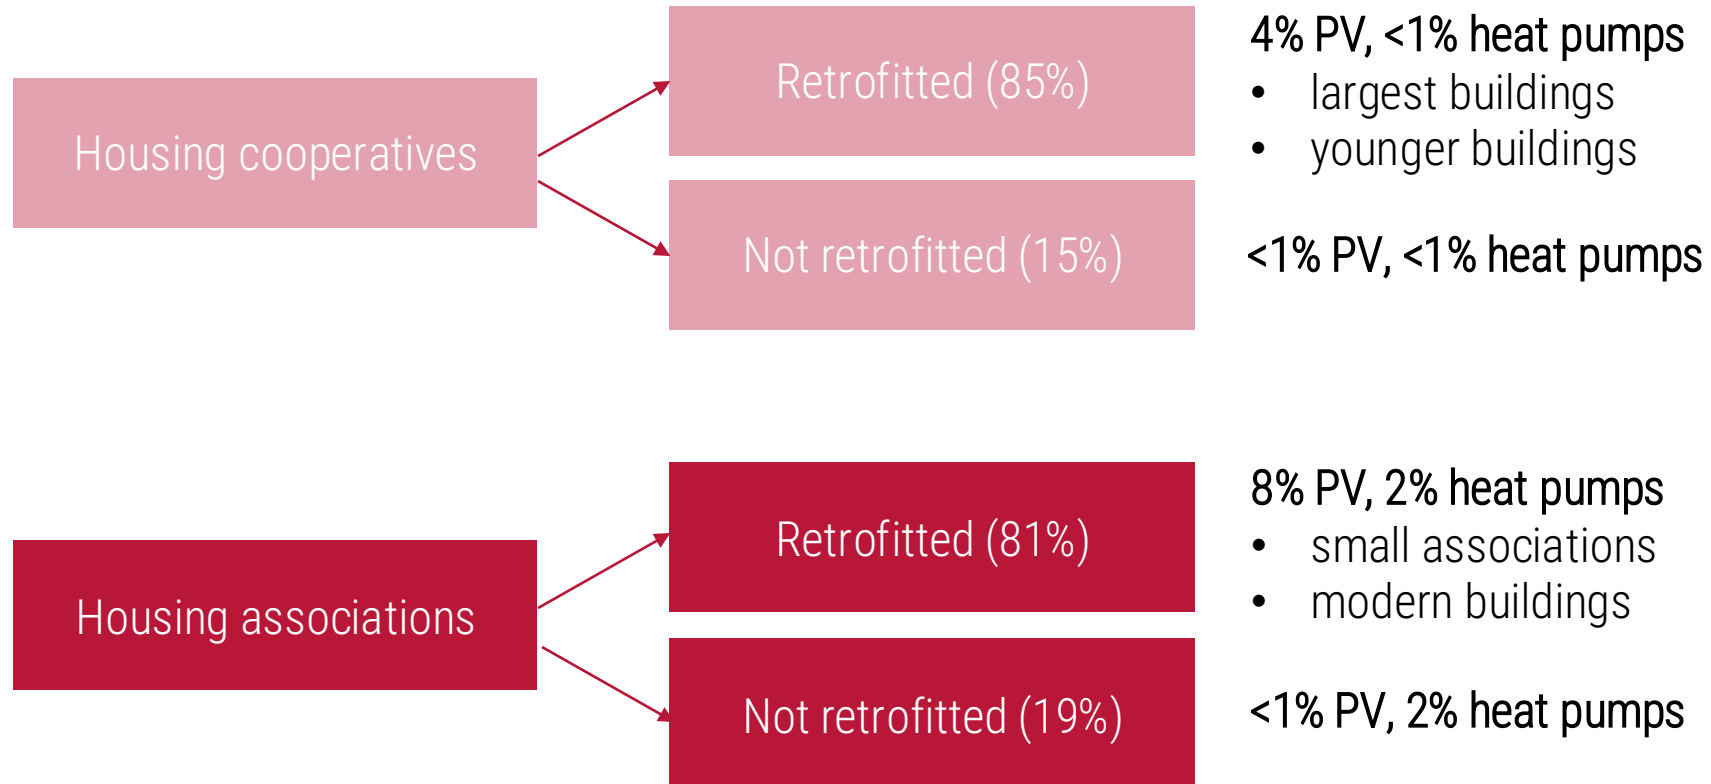 Housing cooperatives
Retrofitted (85%)
4% PV, <1% heat pumps
• largest buildings
• younger buildings
Not retrofitted (15%)
<1% PV, <1% heat pumps
Housing associations
Retrofitted (81%)
8% PV, 2% heat pumps
• small associations
• modern buildings
Not retrofitted (19%)
<1% PV, 2% heat pumps